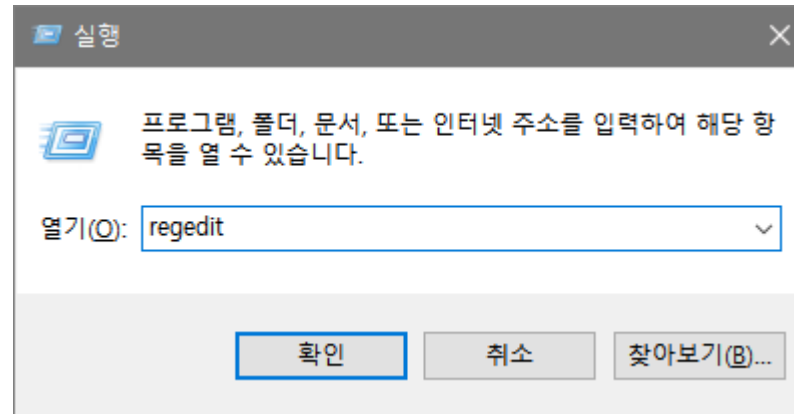 실행
프로그램, 폴더, 문서, 또는 인터넷 주소를 입력하여 해당 항
목을 열 수 있습니다.
열기(O): regedit
확인 취소 찾아보기(B)...